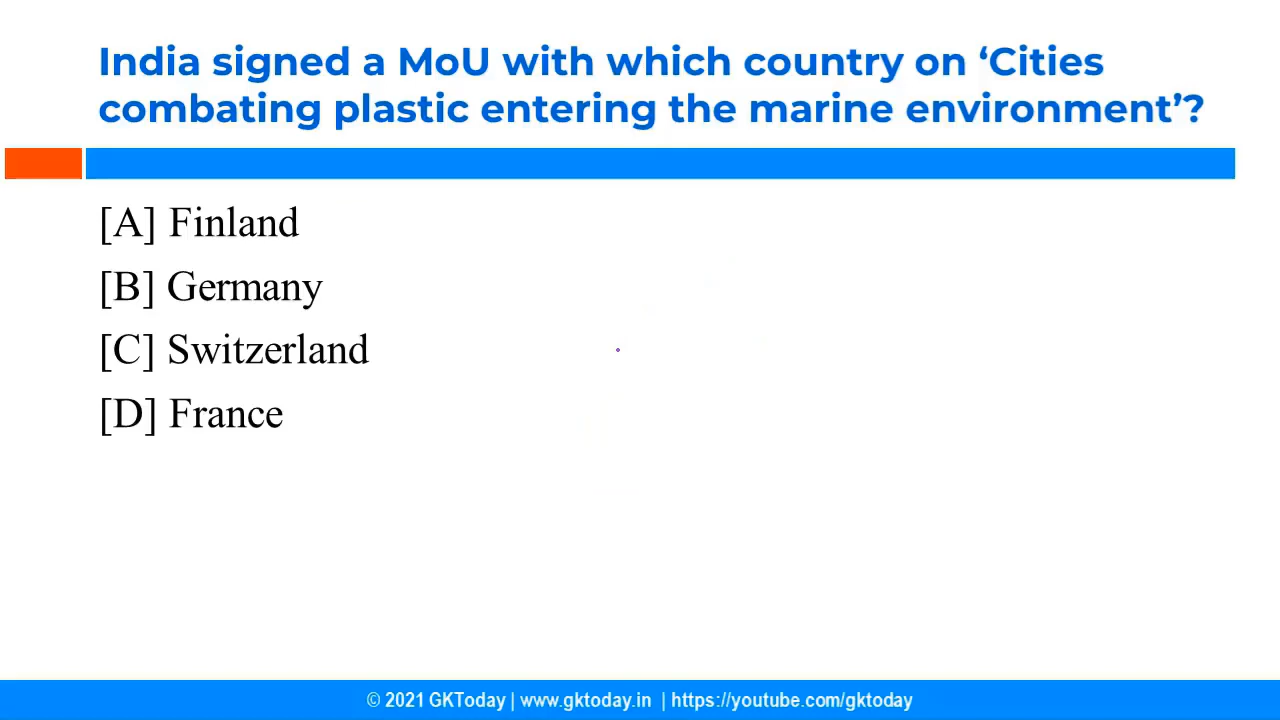 India signed a MoU with which country on ‘Cities
combating plastic entering the marine environment’?
[A] Finland
[B] Germany
[C] Switzerland
[D] France
© 2021 GKToday | www.gktoday.in | https://youtube.com/gktoday